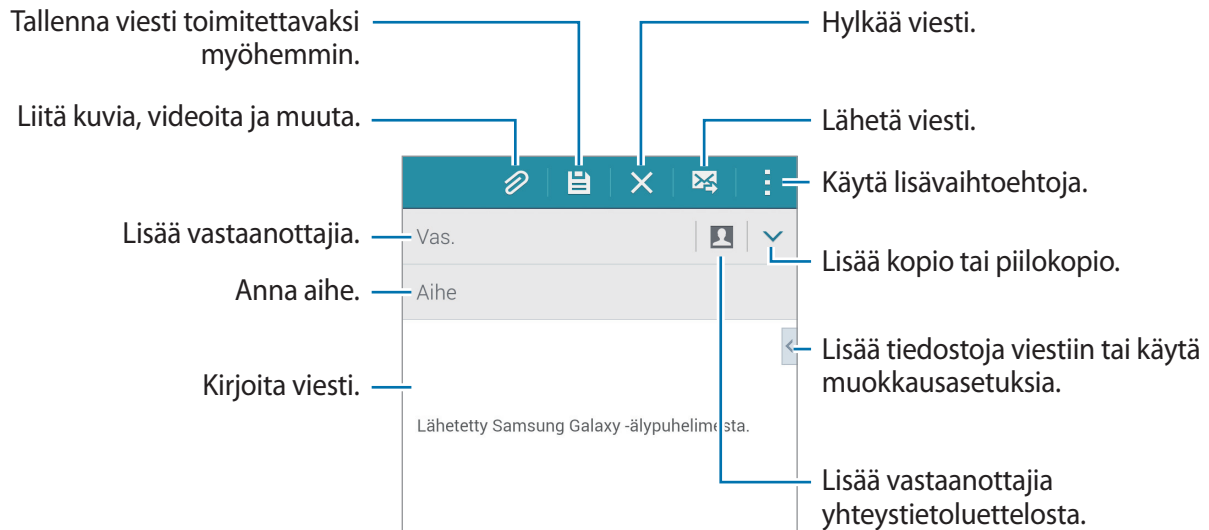 Tallenna viesti toimitettavaksi
myöhemmin.
Hylkää viesti.
Liitä kuvia, videoita ja muuta.
Lähetä viesti.
Käytä lisävaihtoehtoja.
Lisää vastaanottajia.
Vas.
Lisää kopio tai piilokopio.
Anna aihe.
Aihe
Lisää tiedostoja viestiin tai käytä
muokkausasetuksia.
Kirjoita viesti.
Lähetetty Samsung Galaxy -älypuhelimesta.
Lisää vastaanottajia
yhteystietoluettelosta.